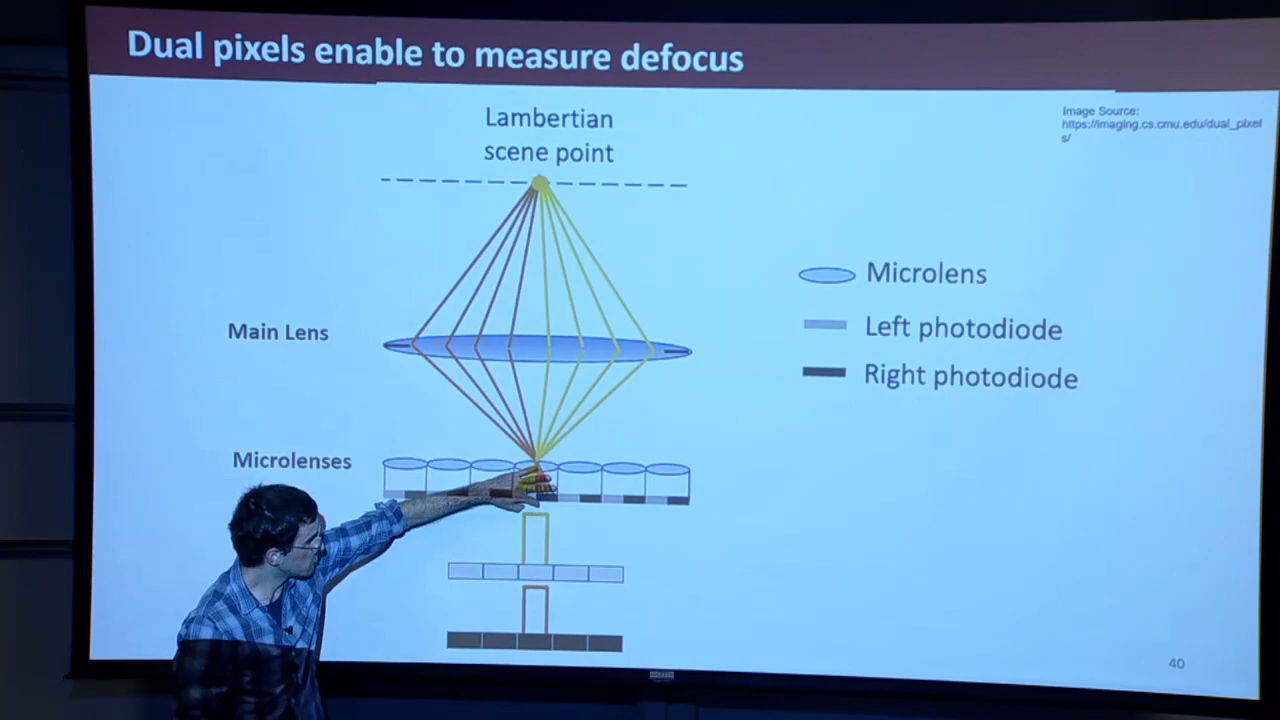 Dual pixels enable to measure defocus
Lambertian
scene point
Image Source:
https://imaging.cs.cmu.edu/dual_pixel
s/
Microlens
Main Lens
Left photodiode
Right photodiode
Microlenses
40